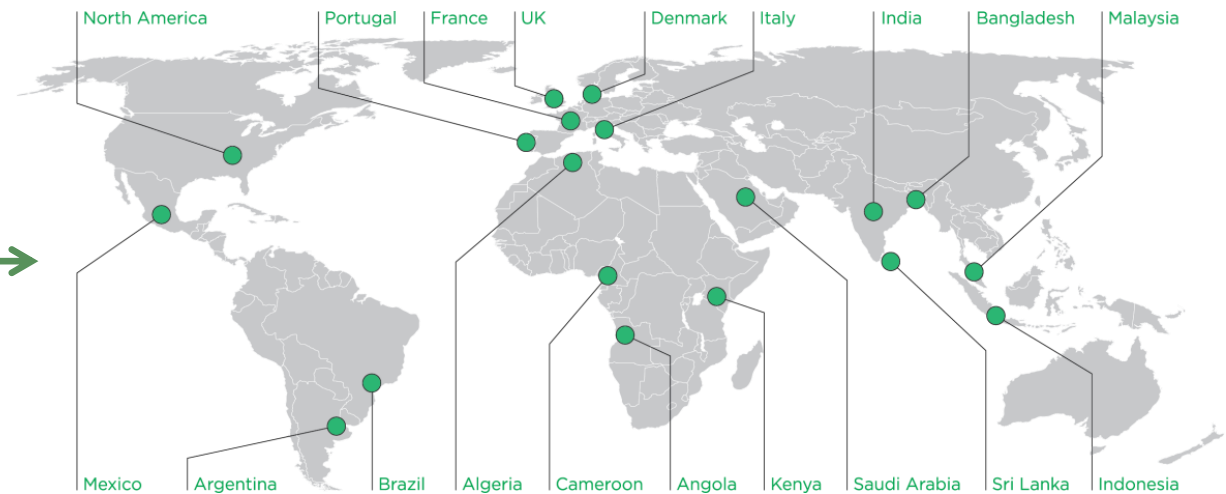 North America
Portugal
France
UK
Denmark
Italy
India
Bangladesh
Malaysia
Mexico
Argentina
Brazil
Algeria
Cameroon
Angola
Kenya
Saudi Arabia
Sri Lanka
Indonesia